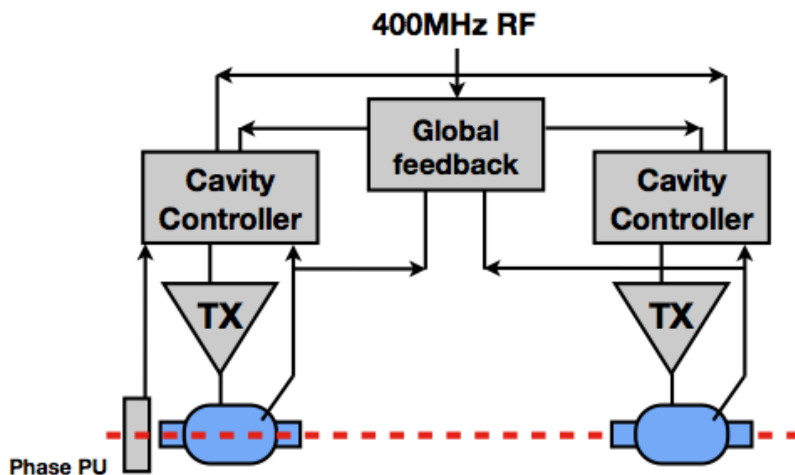 400MHz RF
Global
feedback
Cavity
Controller
Cavity
Controller
TX
TX
Phase PU